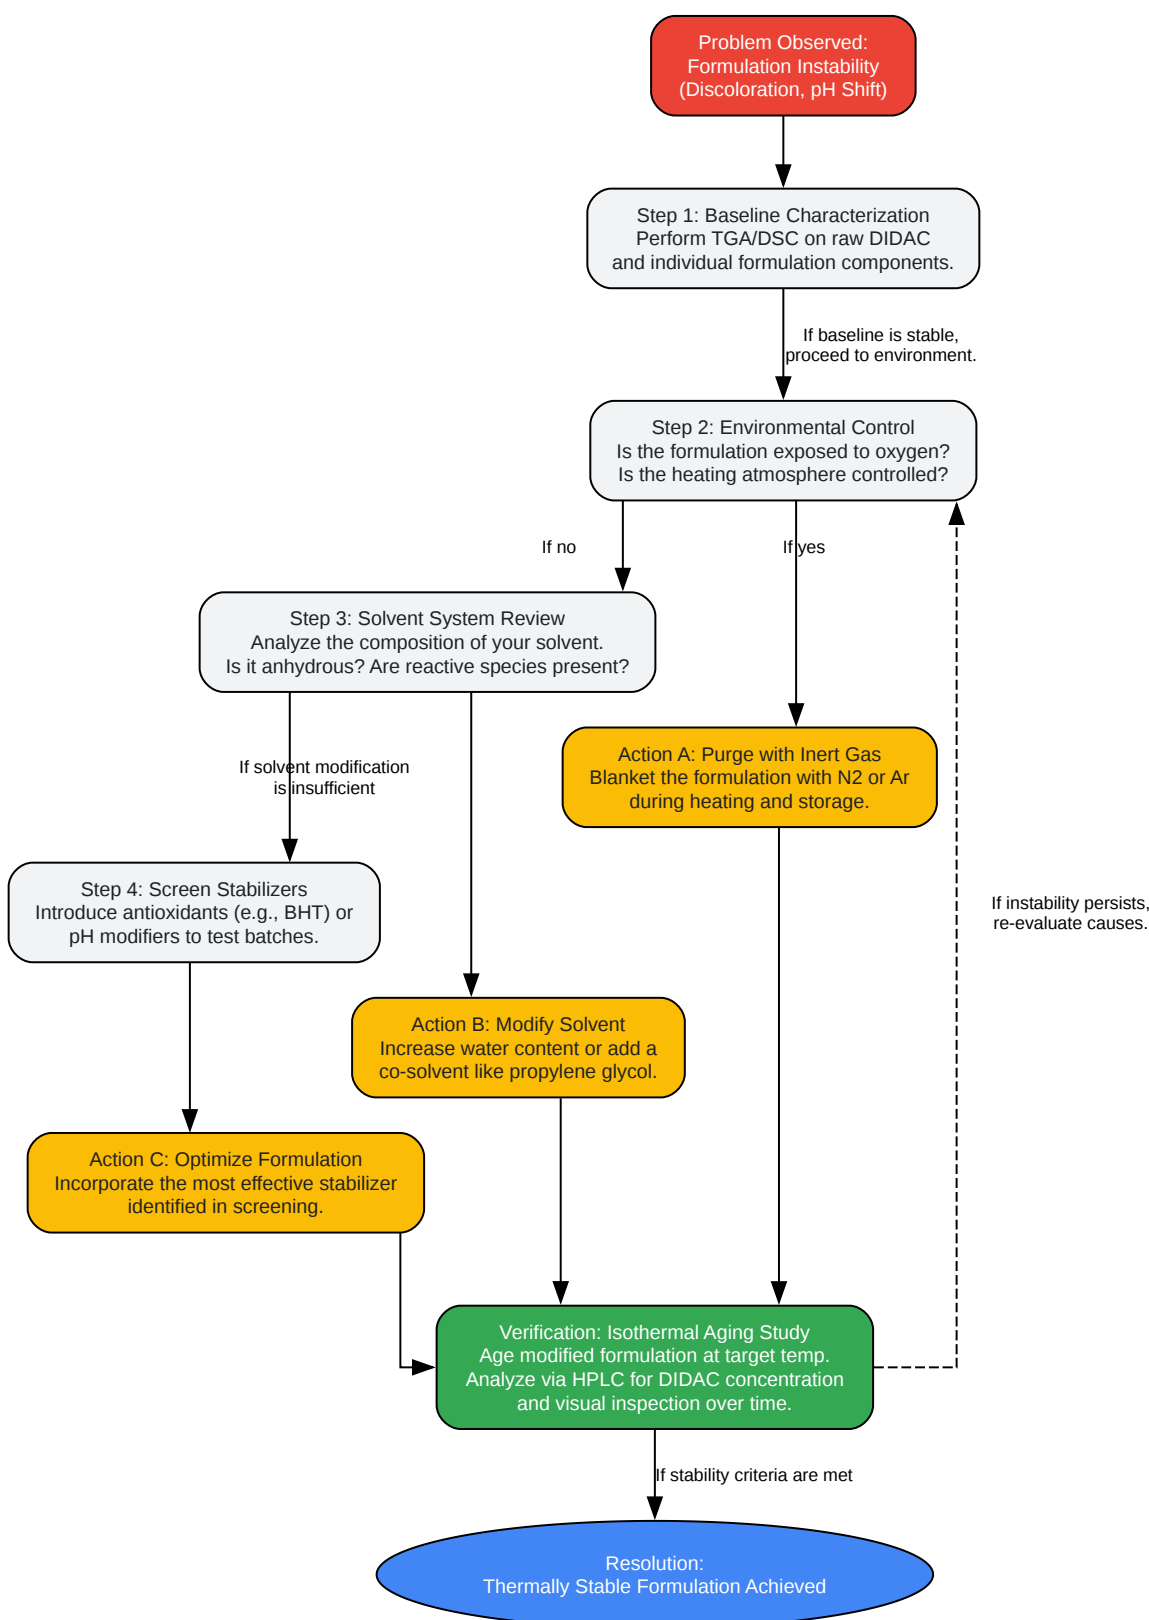 Problem Observed:
Formulation Instability
(Discoloration, pH Shift)
Step 1: Baseline Characterization
Perform TGA/DSC on raw DIDAC
and individual formulation components.
If baseline is stable,
proceed to environment.
Step 2: Environmental Control
Is the formulation exposed to oxygen?
Is the heating atmosphere controlled?
If no
If yes
Step 3: Solvent System Review
Analyze the composition of your solvent.
Is it anhydrous? Are reactive species present?
Action A: Purge with Inert Gas
Blanket the formulation with N2 or Ar
during heating and storage.
If solvent modification
is insufficient
Step 4: Screen Stabilizers
Introduce antioxidants (e.g., BHT) or
pH modifiers to test batches.
If instability persists,
re-evaluate causes.
Action B: Modify Solvent
Increase water content or add a
co-solvent like propylene glycol.
Action C: Optimize Formulation
Incorporate the most effective stabilizer
identified in screening.
Verification: Isothermal Aging Study
Age modified formulation at target temp.
Analyze via HPLC for DIDAC concentration
and visual inspection over time.
If stability criteria are met
Resolution:
Thermally Stable Formulation Achieved